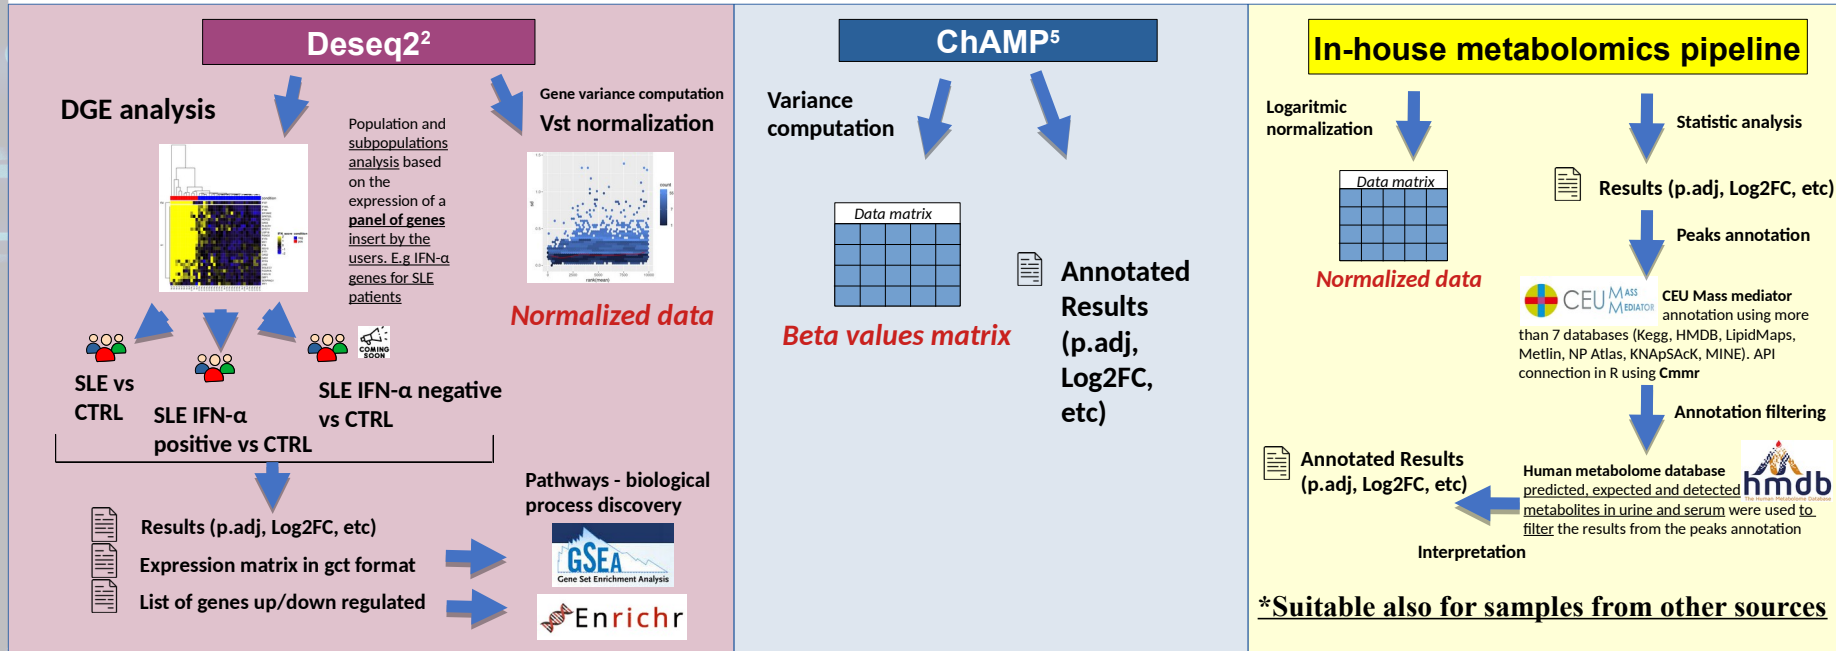 Deseq2²
DGE analysis
Population and
subpopulations
analysis based
on the
expression of a
panel of genes
insert by the
users. E.g IFN-α
genes for SLE
patients
Gene variance computation
Vst normalization
Normalized data
COMING
SOON
SLE vs
CTRL
SLE IFN-α
positive vs CTRL
SLE IFN-α negative
vs CTRL
Results (p.adj, Log2FC, etc)
Expression matrix in gct format
List of genes up/down regulated
Pathways - biological
process discovery
GSEA
Gene Set Enrichment Analysis
Enrichr
ChAMP⁵
Variance
computation
Data matrix
Beta values matrix
Annotated
Results
(p.adj,
Log2FC,
etc)
In-house metabolomics pipeline
Logaritmic
normalization
Data matrix
Normalized data
Statistic analysis
Results (p.adj, Log2FC, etc)
Peaks annotation
CEU MASS
MEDIATOR
CEU Mass mediator
annotation using more
than 7 databases (Kegg, HMDB, LipidMaps,
Metlin, NP Atlas, KNApSAcK, MINE). API
connection in R using Cmmr
Annotation filtering
hmdb
The Human Metabolome Database
Human metabolome database
predicted, expected and detected
metabolites in urine and serum were used to
filter the results from the peaks annotation
Annotated Results
(p.adj, Log2FC, etc)
Interpretation
*Suitable also for samples from other sources